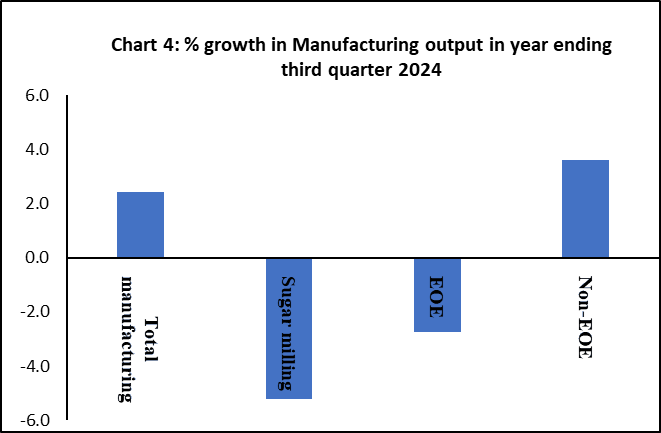 Chart 4: % growth in Manufacturing output in year ending
third quarter 2024
6.0
4.0
2.0
0.0
-2.0
-4.0
-6.0
Total
manufacturing
Sugar milling
EOE
Non-EOE